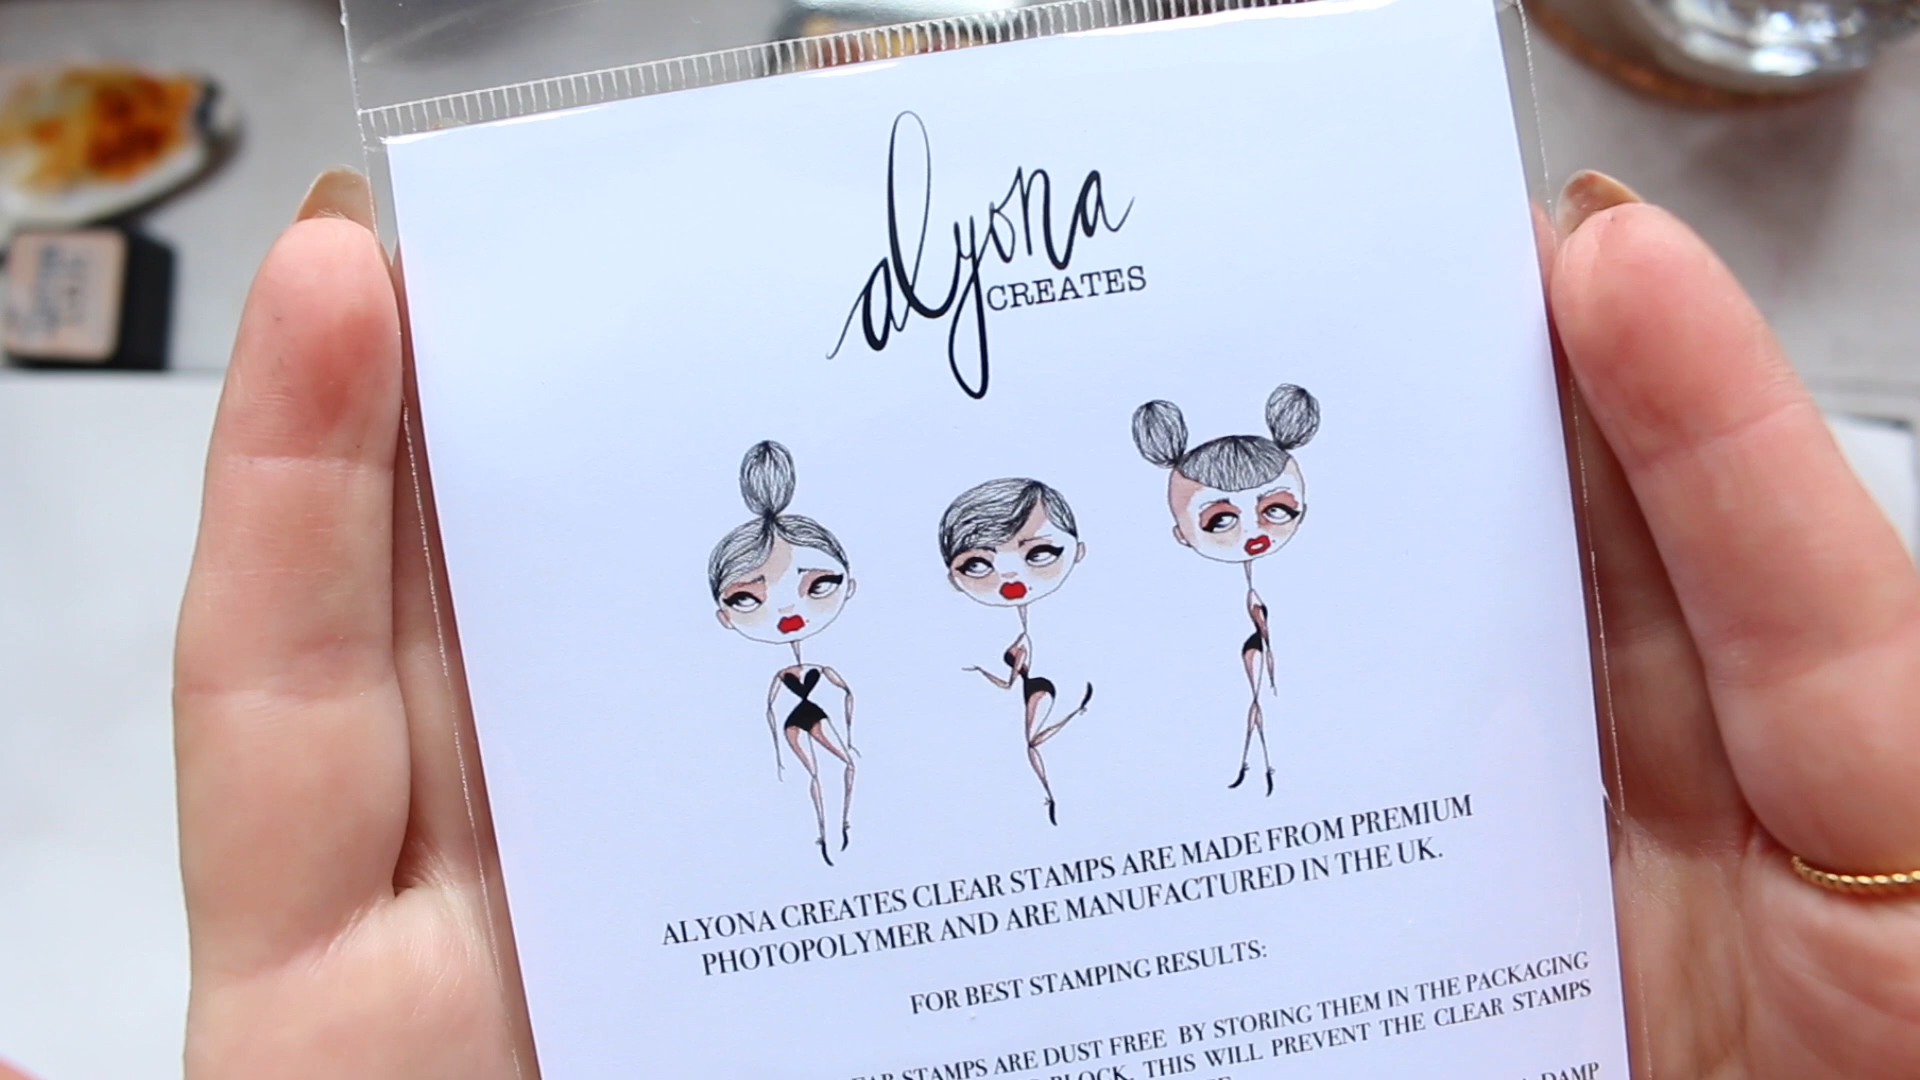 alyona
CREATES
ALYONA CREATES CLEAR STAMPS ARE MADE FROM PREMIUM
PHOTOPOLYMER AND ARE MANUFACTURED IN THE UK.
FOR BEST STAMPING RESULTS:
STAMPS ARE DUST FREE BY STORING THEM IN THE PACKAGING
BLOCK. THIS WILL PREVENT THE CLEAR STAMPS
DAMP